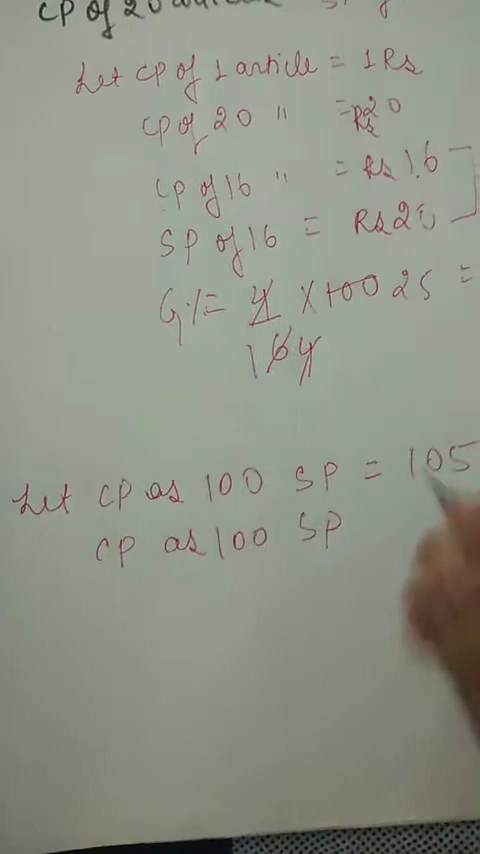 CP of 20
Let CP of 1 article = 1 Rs
CP of 20 " = Rs 20
CP of 16 " = Rs 16
SP of 16 = Rs 20
G% = 4 X 100 25 =
16 4
Let CP as 100 SP = 105
CP as 100 SP